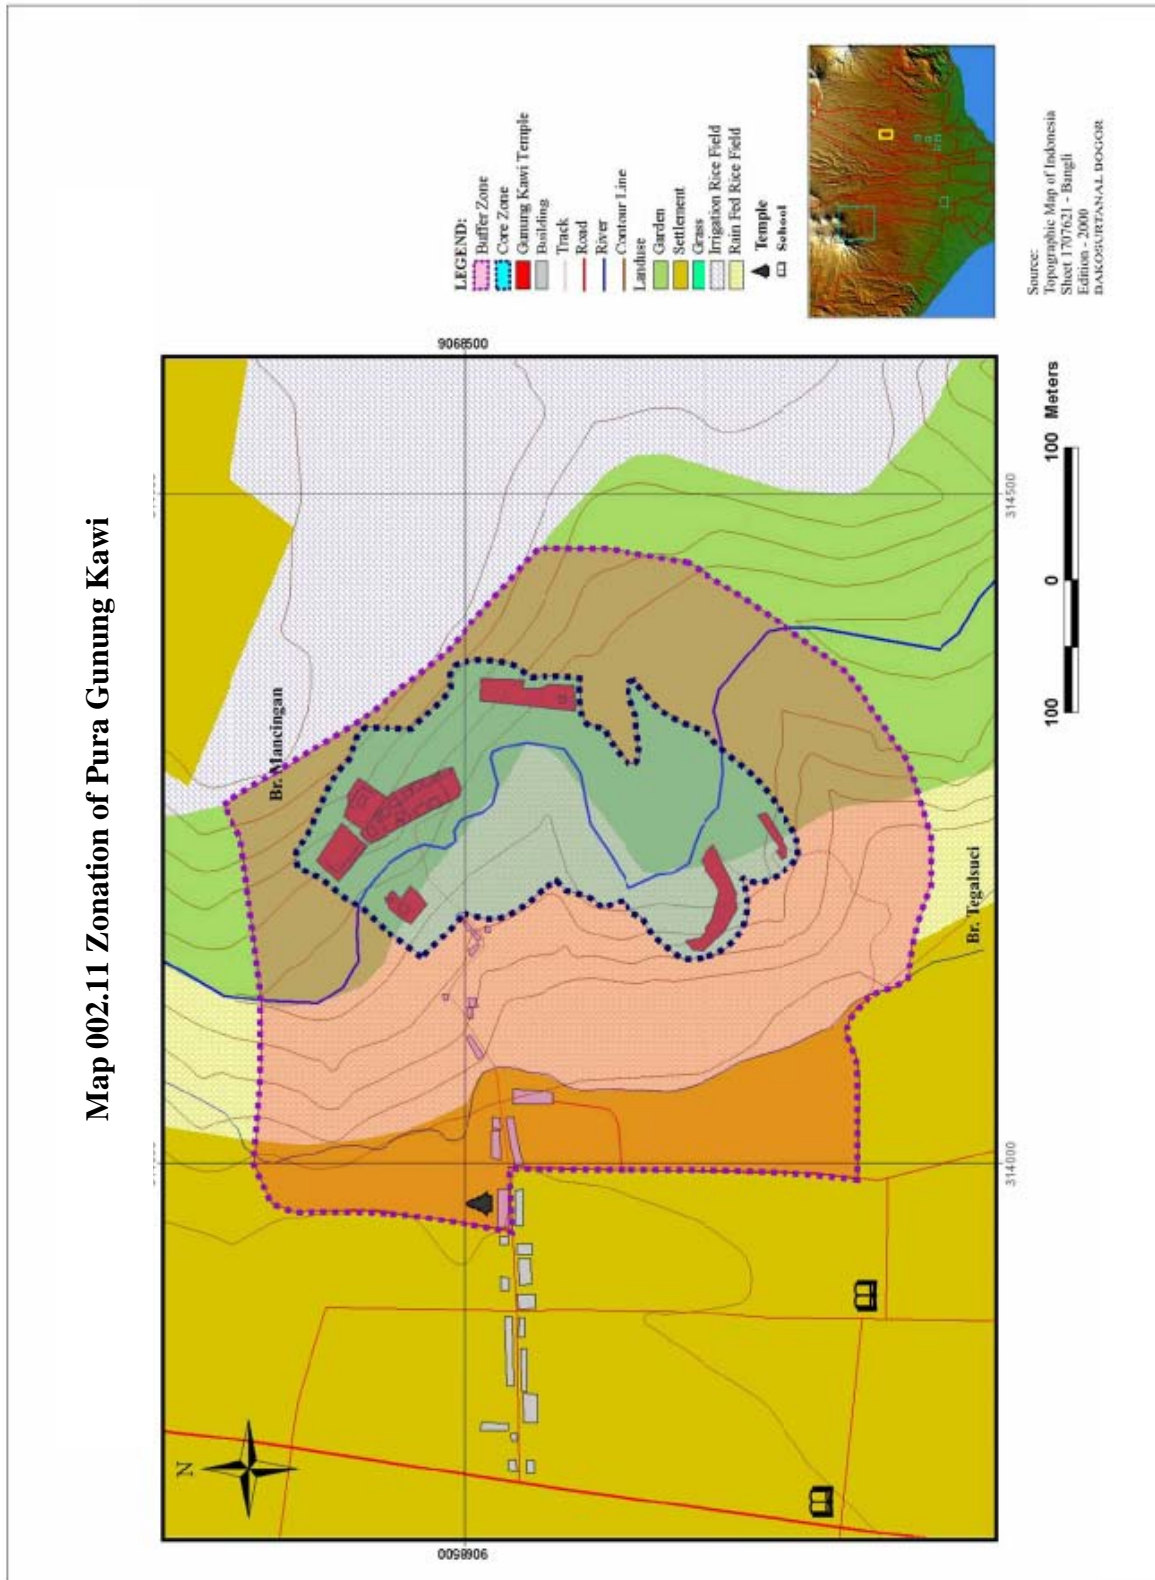 Map 002.11 Zonation of Pura Gunung Kawi
9068500
Br. Mancingan
Br. Tegalsuci
N
314500
314000
9068500
100 0 100 Meters
LEGEND:
Buffer Zone
Core Zone
Gunung Kawi Temple
Building
Track
Road
River
Contour Line
Landuse
Garden
Settlement
Grass
Irrigation Rice Field
Rain Fed Rice Field
Temple
School
Source:
Topographic Map of Indonesia
Sheet 1707621 - Bangli
Edition - 2000
BAKOSURTANAL BOGOR